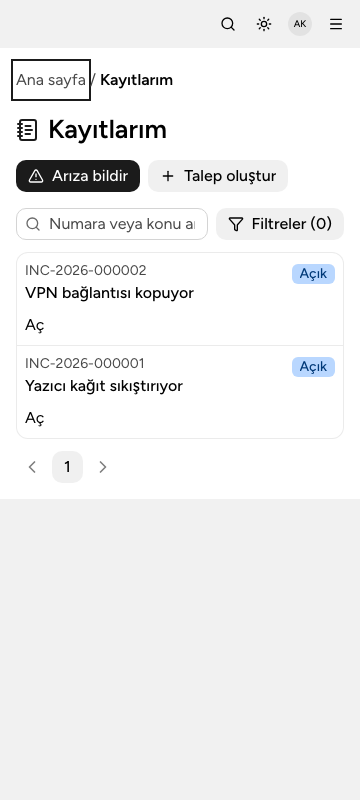 AK
Ana sayfa / Kayıtlarım
Kayıtlarım
Arıza bildir
Talep oluştur
Numara veya konu
Filtreler (0)
INC-2026-000002
Açık
VPN bağlantısı kopuyor
Aç
INC-2026-000001
Açık
Yazıcı kağıt sıkıştırıyor
Aç
1